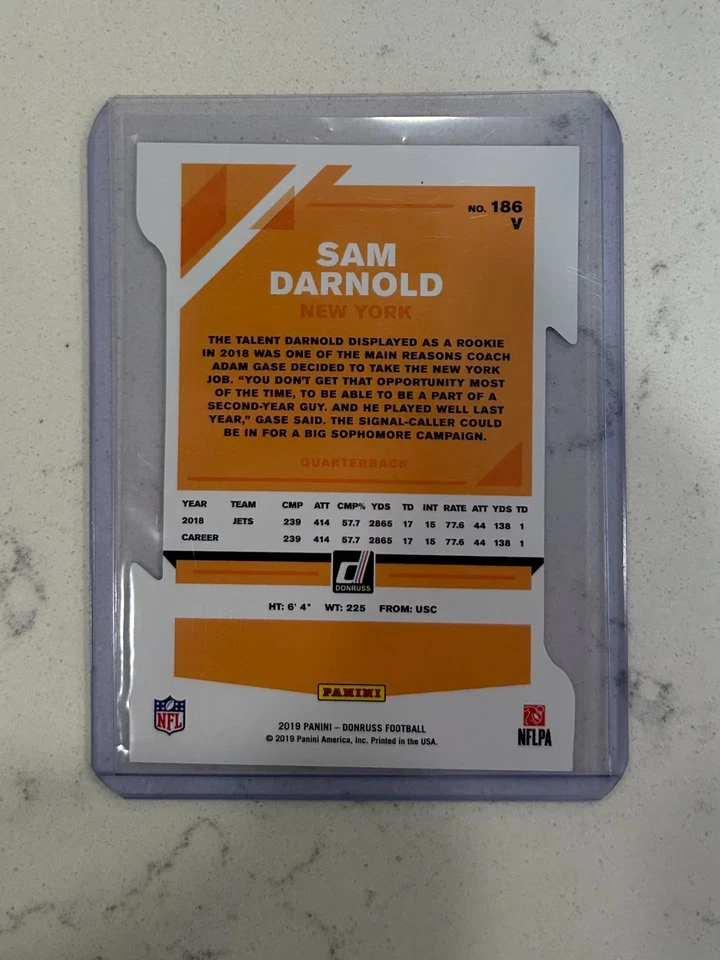 NO. 186
V
SAM
DARNOLD
NEW YORK
THE TALENT DARNOLD DISPLAYED AS A ROOKIE
IN 2018 WAS ONE OF THE MAIN REASONS COACH
ADAM GASE DECIDED TO TAKE THE NEW YORK
JOB. “YOU DON'T GET THAT OPPORTUNITY MOST
OF THE TIME, TO BE ABLE TO BE A PART OF A
SECOND-YEAR GUY. AND HE PLAYED WELL LAST
YEAR,” GASE SAID. THE SIGNAL-CALLER COULD
BE IN FOR A BIG SOPHOMORE CAMPAIGN.
QUARTERBACK
YEAR TEAM CMP ATT CMP% YDS TD INT RATE ATT YDS TD
2018 JETS 239 414 57.7 2865 17 15 77.6 44 138 1
CAREER 239 414 57.7 2865 17 15 77.6 44 138 1
DONRUSS
HT: 6' 4" WT: 225 FROM: USC
PANINI
NFL
NFLPA
2019 PANINI – DONRUSS FOOTBALL
© 2019 Panini America, Inc. Printed in the USA.